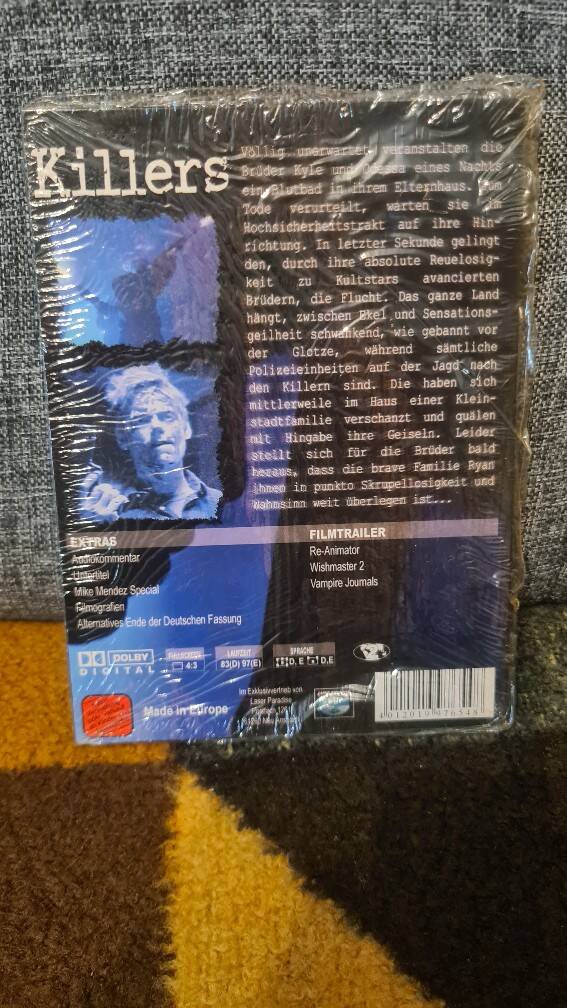 Killers
Völlig unerwartet veranstalten die
Brüder Kyle und eines Nachts
ein Blutbad in ihrem Elternhaus. Zum
Tode verurteilt, warten sie im
Hochsicherheitstrakt auf ihre Hin-
richtung. In letzter Sekunde gelingt
den, durch ihre absolute Reuelosig-
keit zu Kultstars avancierten
Brüdern, die Flucht. Das ganze Land
hängt, zwischen Ekel und Sensations-
geilheit schwankend, wie gebannt vor
der Glotze, während sämtliche
Polizeieinheiten auf der Jagd nach
den Killern sind. Die haben sich
mittlerweile im Haus einer Klein-
stadtfamilie verschanzt und quälen
mit Hingabe ihre Geiseln. Leider
stellt sich für die Brüder bald
heraus, dass die brave Familie Ryan
ihnen in punkto Skrupellosigkeit und
Wahnsinn weit überlegen ist...
EXTRAS
Audiokommentar
Untertitel
Mike Mendez Special
Filmografien
Alternatives Ende der Deutschen Fassung
FILMTRAILER
Re-Animator
Wishmaster 2
Vampire Journals
DOLBY
DIGITAL
4:3
LAUFZEIT
83(D) 97(E)
SPRACHE
D, E D,E
Made in Europe
Im Exklusivvertrieb von
Laser Paradise